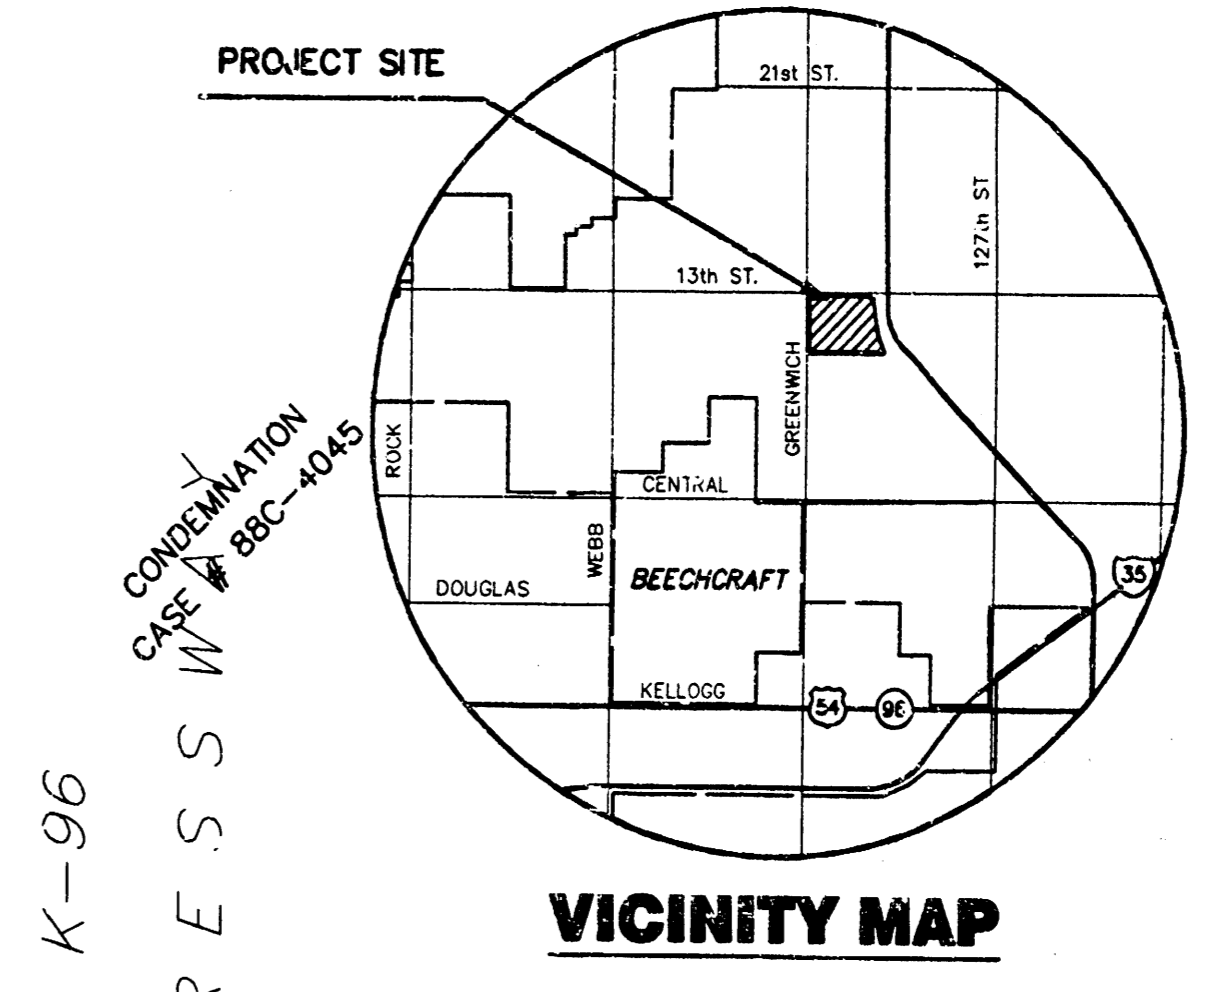 PROJECT SITE
21st ST.
127th ST
13th ST.
GREENWICH
ROCK
CONDEMNATION
CASE # 88C-4045
CENTRAL
WEBB
BEECHCRAFT
35
DOUGLAS
KELLOGG
54
96
K-96
R E S S W A Y
VICINITY MAP